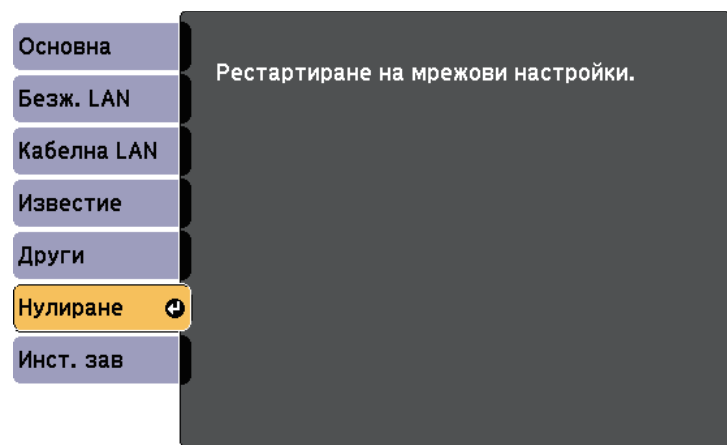 Основна
Безж. LAN
Кабелна LAN
Известие
Други
Нулиране
Инст. зав
Рестартиране на мрежови настройки.